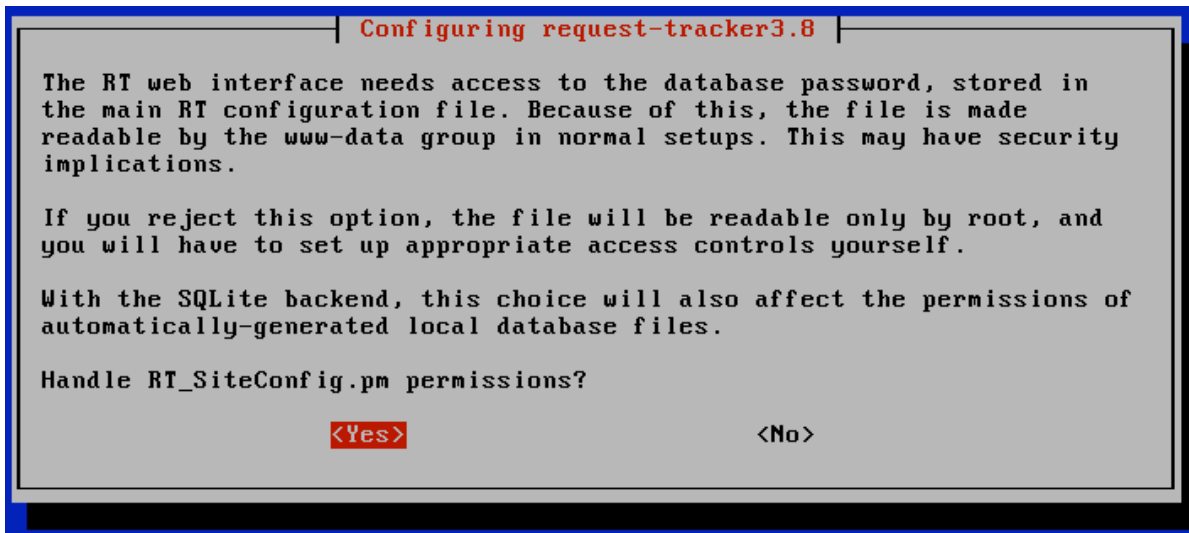 Configuring request-tracker3.8
The RT web interface needs access to the database password, stored in
the main RT configuration file. Because of this, the file is made
readable by the www-data group in normal setups. This may have security
implications.
If you reject this option, the file will be readable only by root, and
you will have to set up appropriate access controls yourself.
With the SQLite backend, this choice will also affect the permissions of
automatically-generated local database files.
Handle RT_SiteConfig.pm permissions?
<Yes> <No>